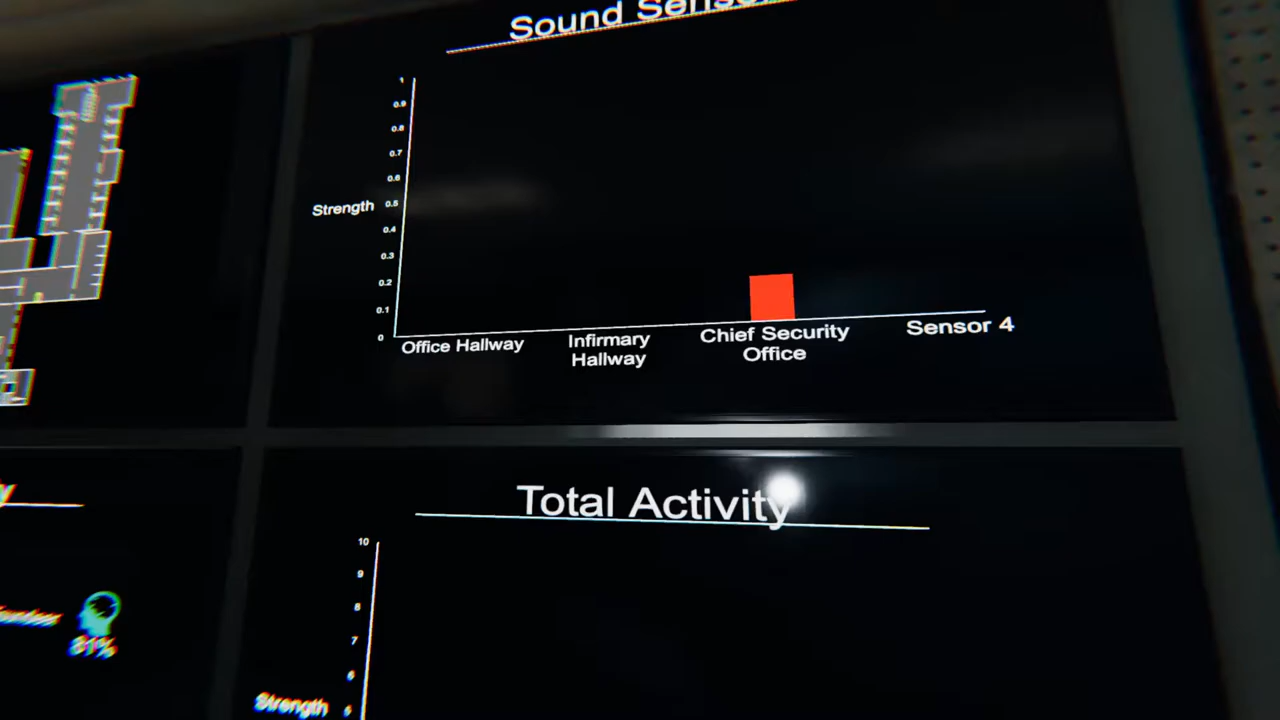 Sound Senso
1
0.9
0.8
0.7
0.6
Strength
0.5
0.4
0.3
0.2
0.1
0
Office Hallway
Infirmary
Hallway
Chief Security
Office
Sensor 4
Total Activity
10
9
8
7
6
Strength
81%